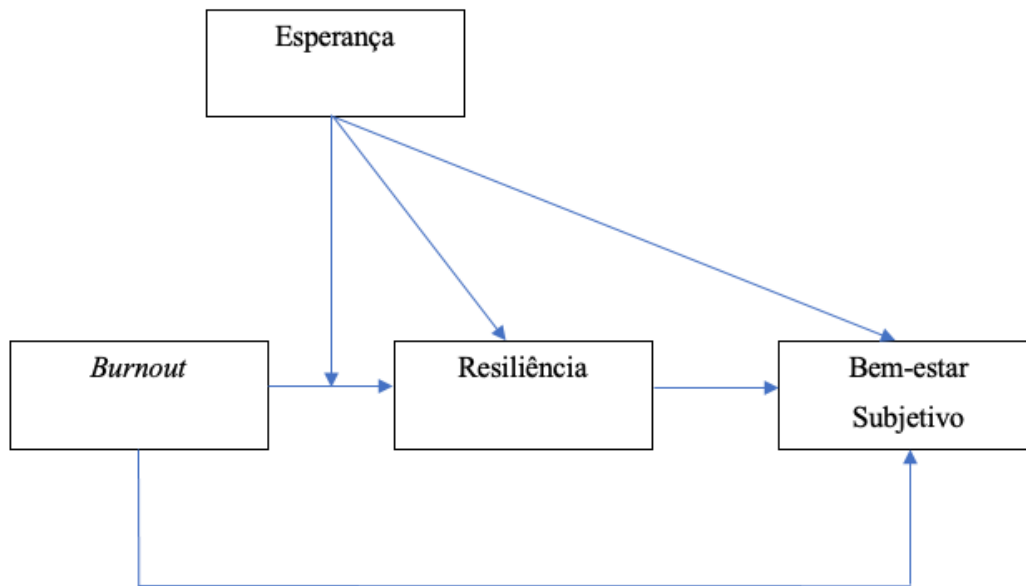 Esperança
Burnout
Resiliência
Bem-estar
Subjetivo